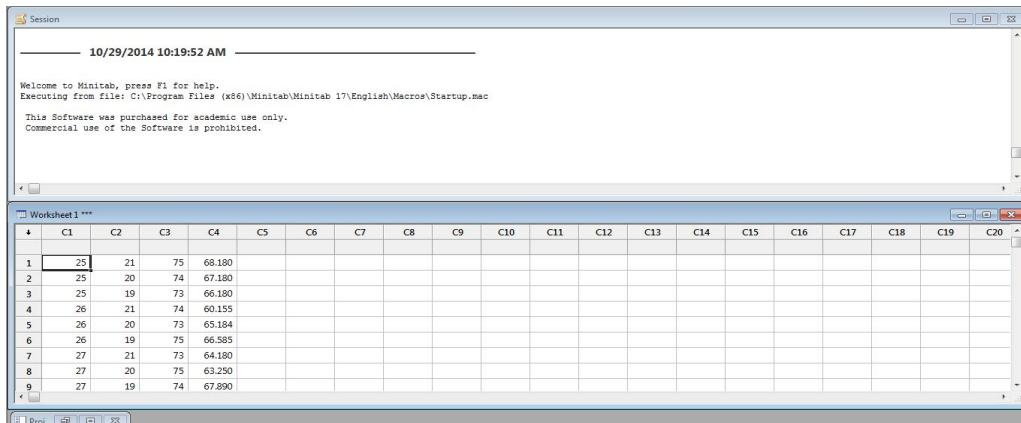 Session
10/29/2014 10:19:52 AM
Welcome to Minitab, press F1 for help.
Executing from file: C:\Program Files (x86)\Minitab\Minitab 17\English\Macros\Startup.mac
This Software was purchased for academic use only.
Commercial use of the Software is prohibited.
Worksheet 1 ***
C1 C2 C3 C4 C5 C6 C7 C8 C9 C10 C11 C12 C13 C14 C15 C16 C17 C18 C19 C20
1 25 21 75 68.180
2 25 20 74 67.180
3 25 19 73 66.180
4 26 21 74 60.155
5 26 20 73 65.184
6 26 19 75 66.585
7 27 21 73 64.180
8 27 20 75 63.250
9 27 19 74 67.890
Proj...